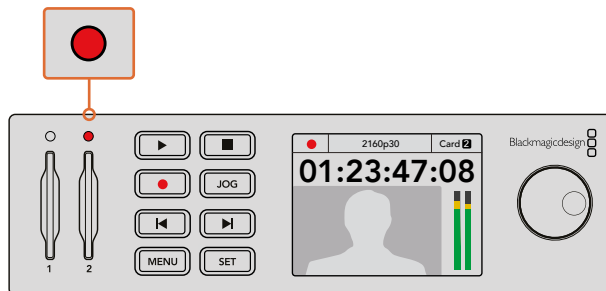 2160p30 Card 2
01:23:47:08
Blackmagicdesign
JOG
MENU SET
1 2